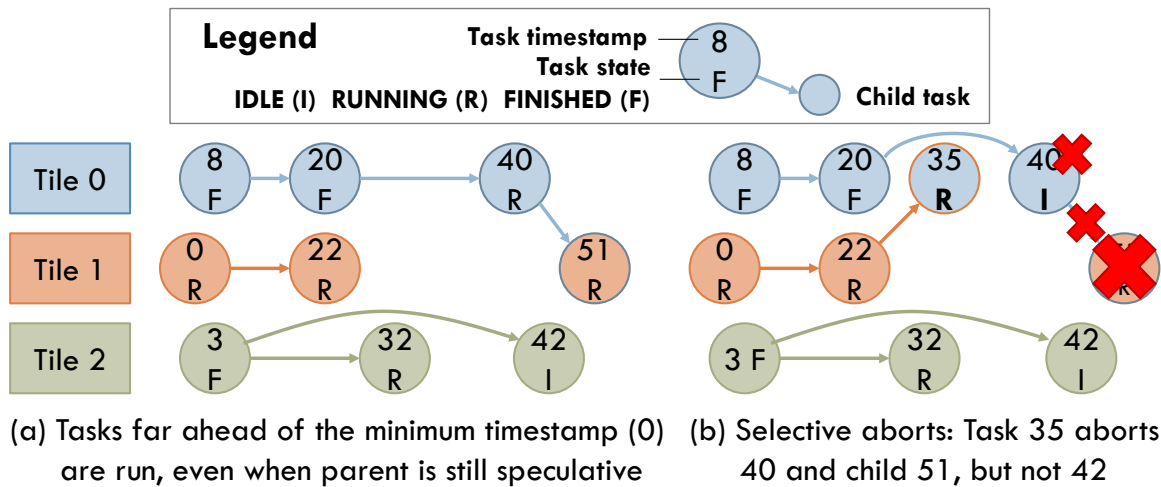 Legend
Task timestamp
8
Task state
F
IDLE (I) RUNNING (R) FINISHED (F)
Child task
Tile 0
8
F
20
F
40
R
Tile 1
0
R
22
R
51
R
Tile 2
3
F
32
R
42
I
(a) Tasks far ahead of the minimum timestamp (0)
are run, even when parent is still speculative
8
F
20
F
35
R
40
I
0
R
22
R
R
3 F
32
R
42
I
(b) Selective aborts: Task 35 aborts
40 and child 51, but not 42